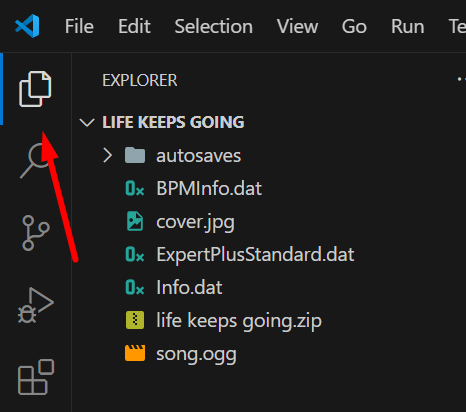 File Edit Selection View Go Run Te
EXPLORER
LIFE KEEPS GOING
autosaves
BPMInfo.dat
cover.jpg
ExpertPlusStandard.dat
Info.dat
life keeps going.zip
song.ogg